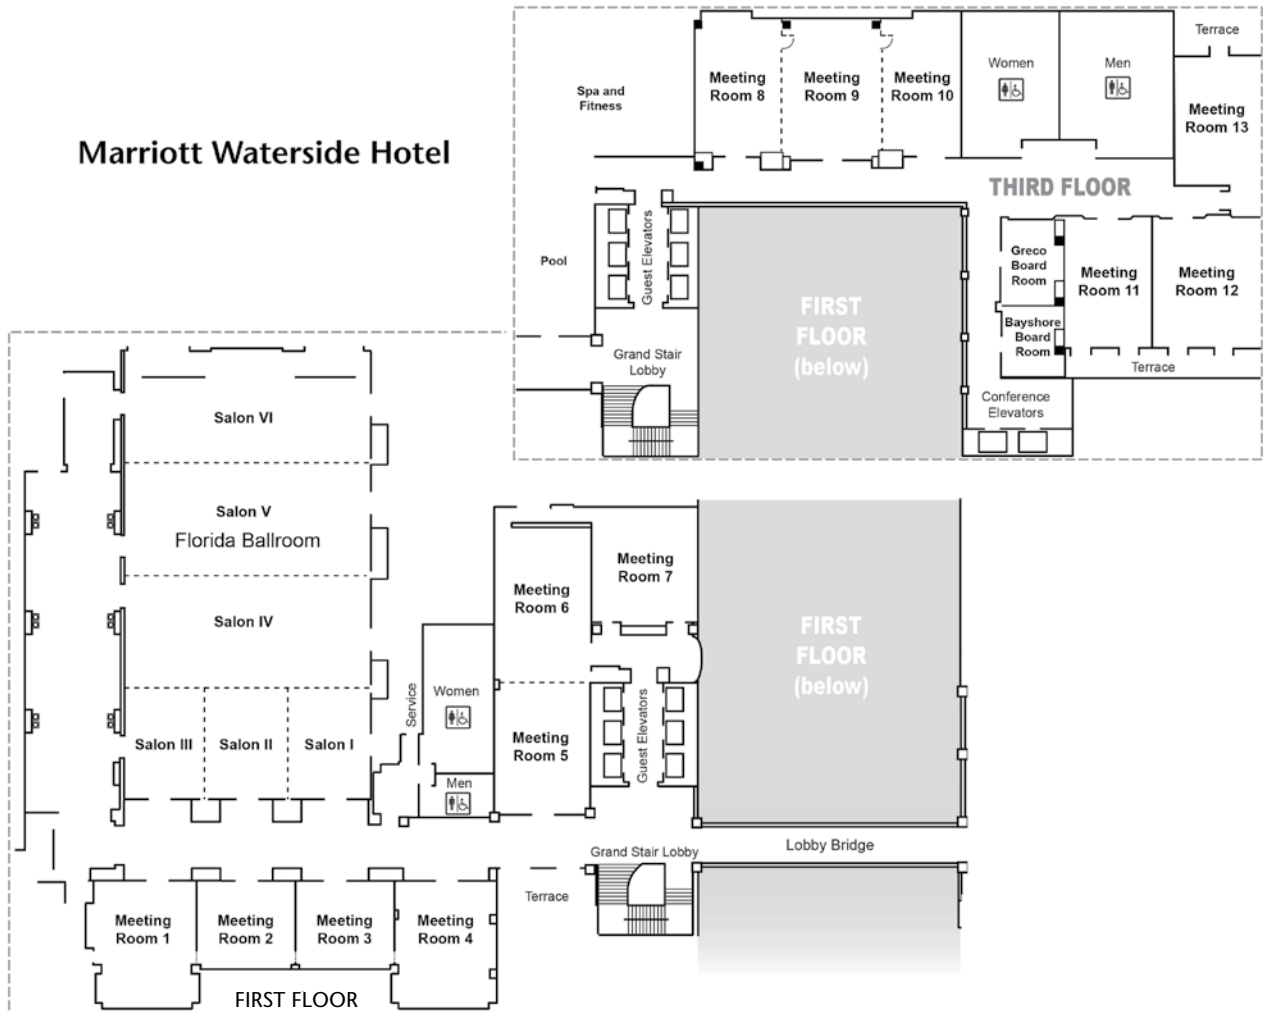 Marriott Waterside Hotel
Spa and
Fitness
Meeting
Room 8
Meeting
Room 9
Meeting
Room 10
Women
Men
Terrace
Meeting
Room 13
THIRD FLOOR
Pool
Guest Elevators
Grand Stair
Lobby
FIRST
FLOOR
(below)
Greco
Board
Room
Bayshore
Board
Room
Meeting
Room 11
Meeting
Room 12
Terrace
Conference
Elevators
Salon VI
Salon V
Florida Ballroom
Salon IV
Salon III
Salon II
Salon I
Service
Women
Men
Meeting
Room 6
Meeting
Room 7
Meeting
Room 5
Guest Elevators
FIRST
FLOOR
(below)
Grand Stair Lobby
Lobby Bridge
Terrace
Meeting
Room 1
Meeting
Room 2
Meeting
Room 3
Meeting
Room 4
FIRST FLOOR